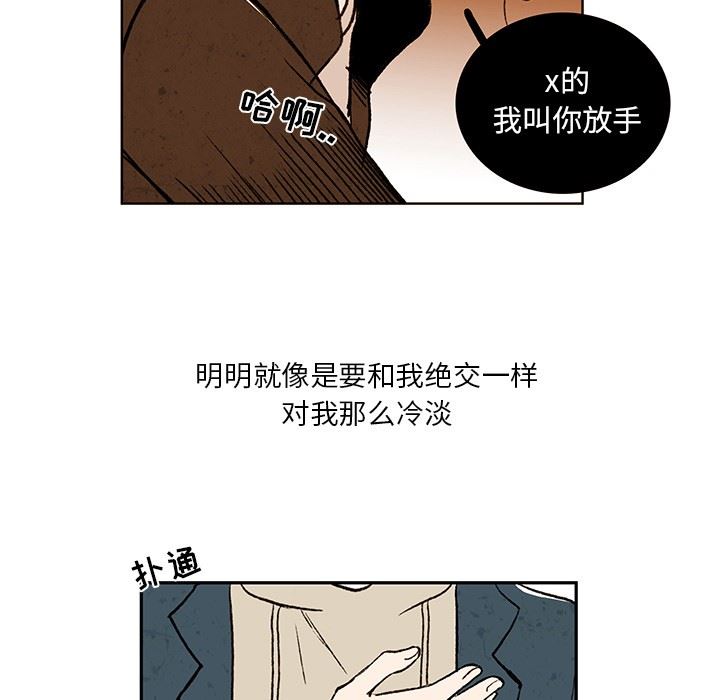 x的
我叫你放手
哈啊..
明明就像是要和我绝交一样
对我那么冷淡
扑通